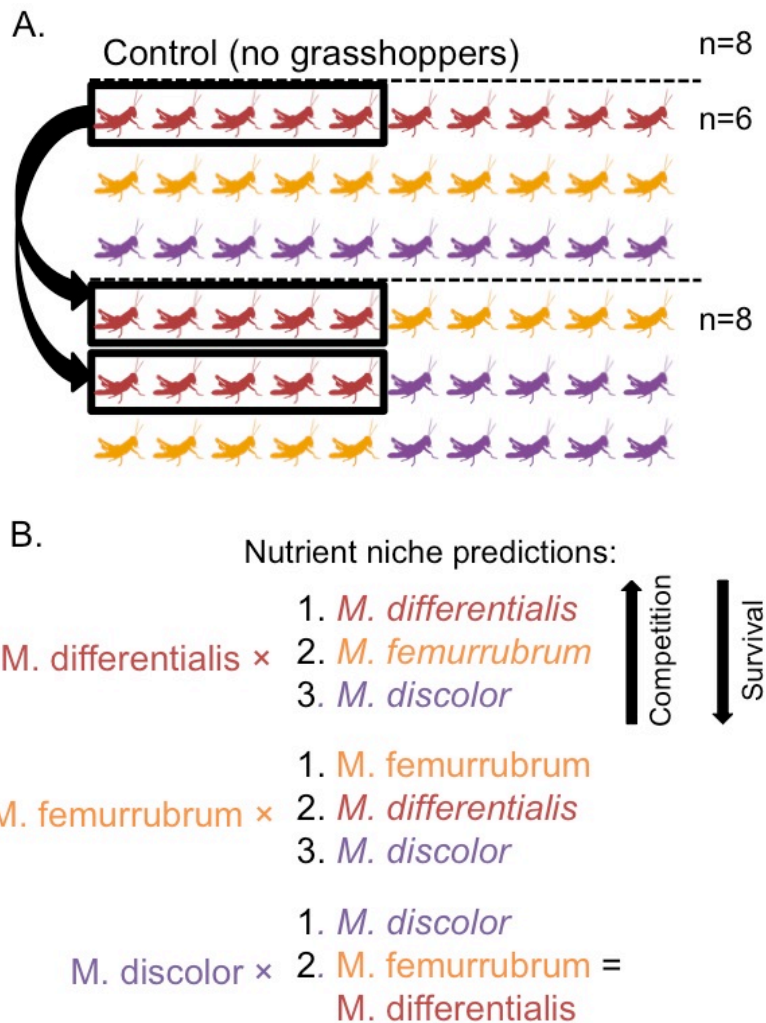 A.
Control (no grasshoppers)
n=8
n=6
n=8
B.
Nutrient niche predictions:
M. differentialis ×
1. M. differentialis
2. M. femurrubrum
3. M. discolor
Competition
Survival
M. femurrubrum ×
1. M. femurrubrum
2. M. differentialis
3. M. discolor
M. discolor ×
1. M. discolor
2. M. femurrubrum =
M. differentialis